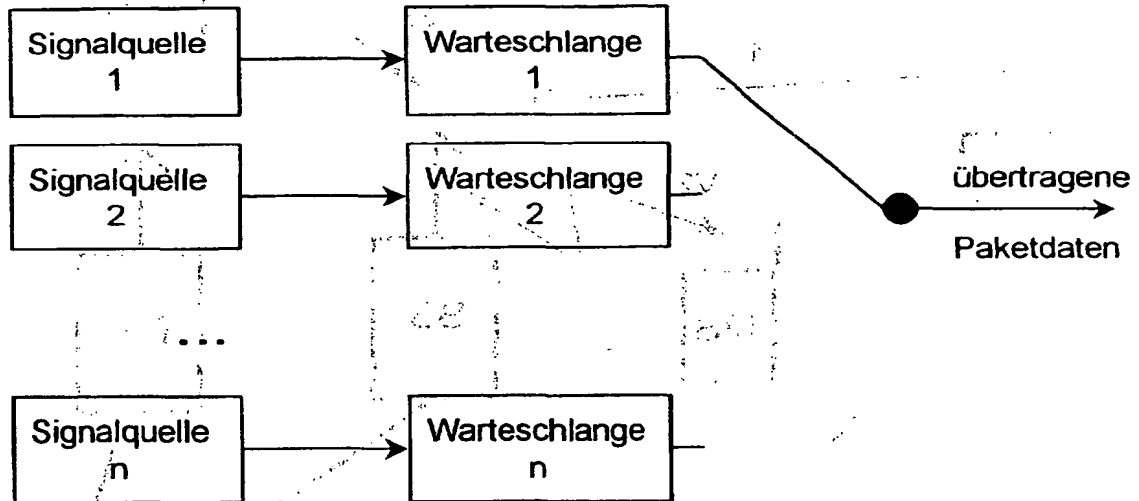 Signalquelle
1
Warteschlange
1
Signalquelle
2
Warteschlange
2
übertragene
Paketdaten
...
Signalquelle
n
Warteschlange
n